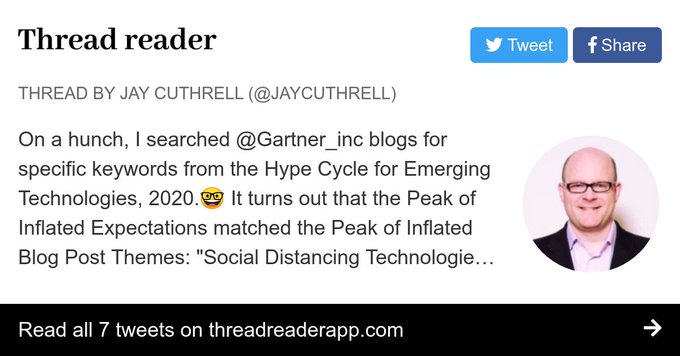 Thread reader
Tweet
Share
THREAD BY JAY CUTHRELL (@JAYCUTHRELL)
On a hunch, I searched @Gartner_inc blogs for
specific keywords from the Hype Cycle for Emerging
Technologies, 2020.🤓 It turns out that the Peak of
Inflated Expectations matched the Peak of Inflated
Blog Post Themes: "Social Distancing Technologie…
Read all 7 tweets on threadreaderapp.com